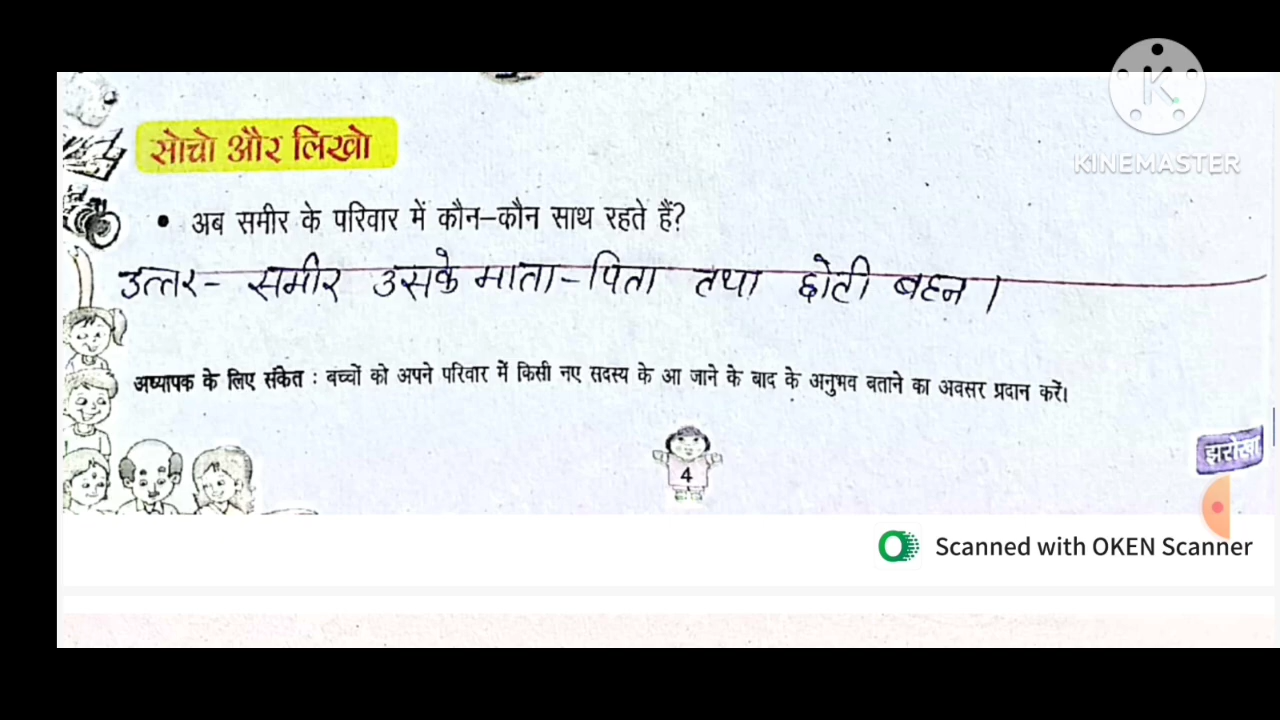 K
KINEMASTER
सोचो और लिखो
• अब समीर के परिवार में कौन-कौन साथ रहते हैं?
उत्तर- समीर उसके माता-पिता तथा छोटी बहन।
अध्यापक के लिए संकेत : बच्चों को अपने परिवार में किसी नए सदस्य के आ जाने के बाद के अनुभव बताने का अवसर प्रदान करें।
4
झरोखा
Scanned with OKEN Scanner